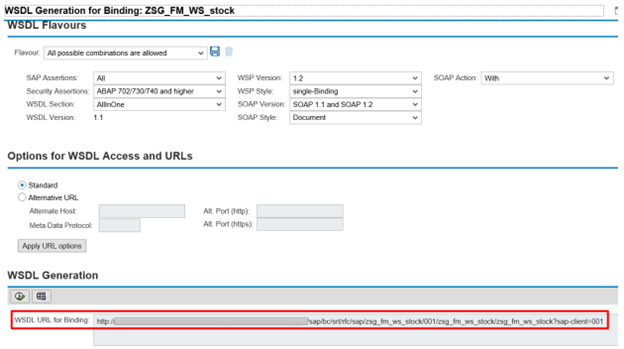 WSDL Generation for Binding: ZSG_FM_WS_stock
WSDL Flavours
Flavour: All possible combinations are allowed
SAP Assertions: All WSP Version: 1.2 SOAP Action: With
Security Assertions: ABAP 702/730/740 and higher WSP Style: single-Binding
WSDL Section: AllInOne SOAP Version: SOAP 1.1 and SOAP 1.2
WSDL Version: 1.1 SOAP Style: Document
Options for WSDL Access and URLs
Standard
Alternative URL
Alternate Host: Alt. Port (http):
Meta Data Protocol: Alt. Port (https):
Apply URL options
WSDL Generation
WSDL URL for Binding: http:// /sap/bc/srt/rfc/sap/zsg_fm_ws_stock/001/zsg_fm_ws_stock/zsg_fm_ws_stock?sap-client=001